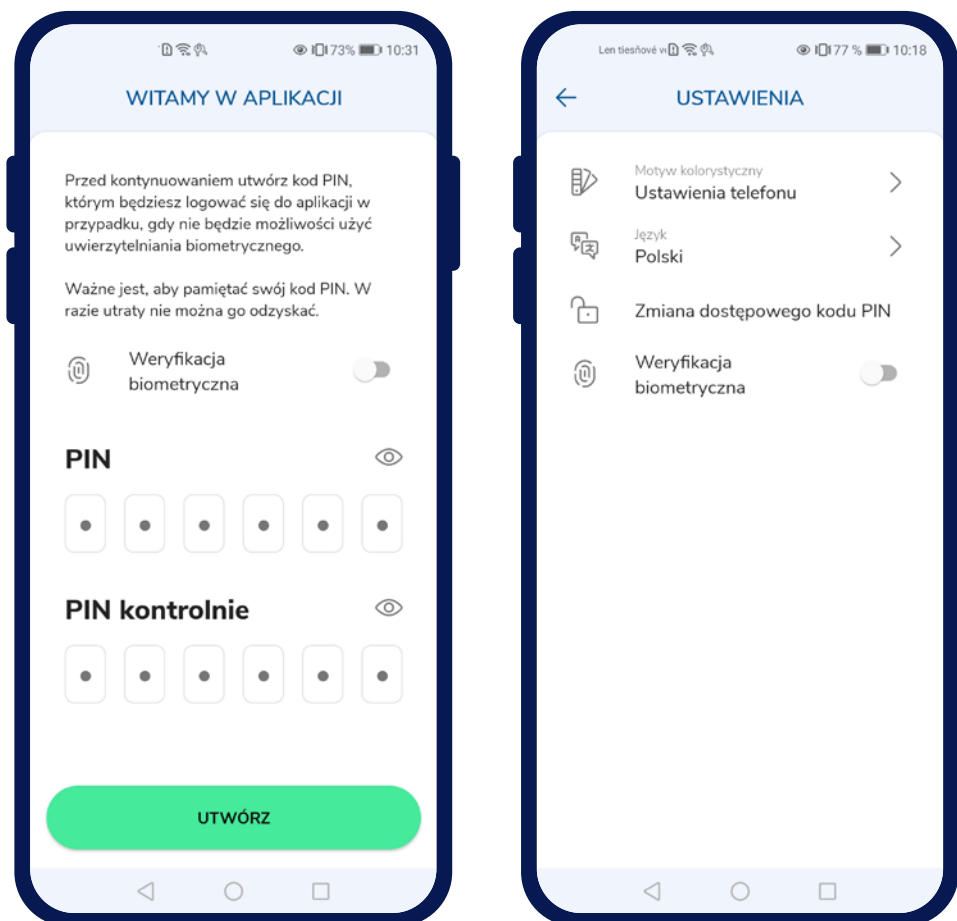 73% 10:31
WITAMY W APLIKACJI
Przed kontynuowaniem utwórz kod PIN,
którym będziesz logować się do aplikacji w
przypadku, gdy nie będzie możliwości użyć
uwierzytelniania biometrycznego.
Ważne jest, aby pamiętać swój kod PIN. W
razie utraty nie można go odzyskać.
Weryfikacja
biometryczna
PIN
PIN kontrolnie
UTWÓRZ
Len tiesňové 77 % 10:18
USTAWIENIA
Motyw kolorystyczny
Ustawienia telefonu
Język
Polski
Zmiana dostępowego kodu PIN
Weryfikacja
biometryczna